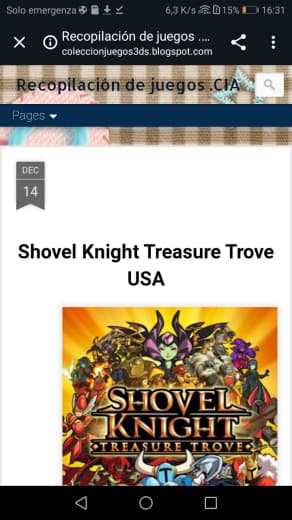 Solo emergenza 6,3 K/s 15% 16:31
Recopilación de juegos ....
coleccionjuegos3ds.blogspot.com
Recopilación de juegos .CIA
Pages
DEC
14
Shovel Knight Treasure Trove
USA
SHOVEL
KNIGHT
TREASURE TROVE